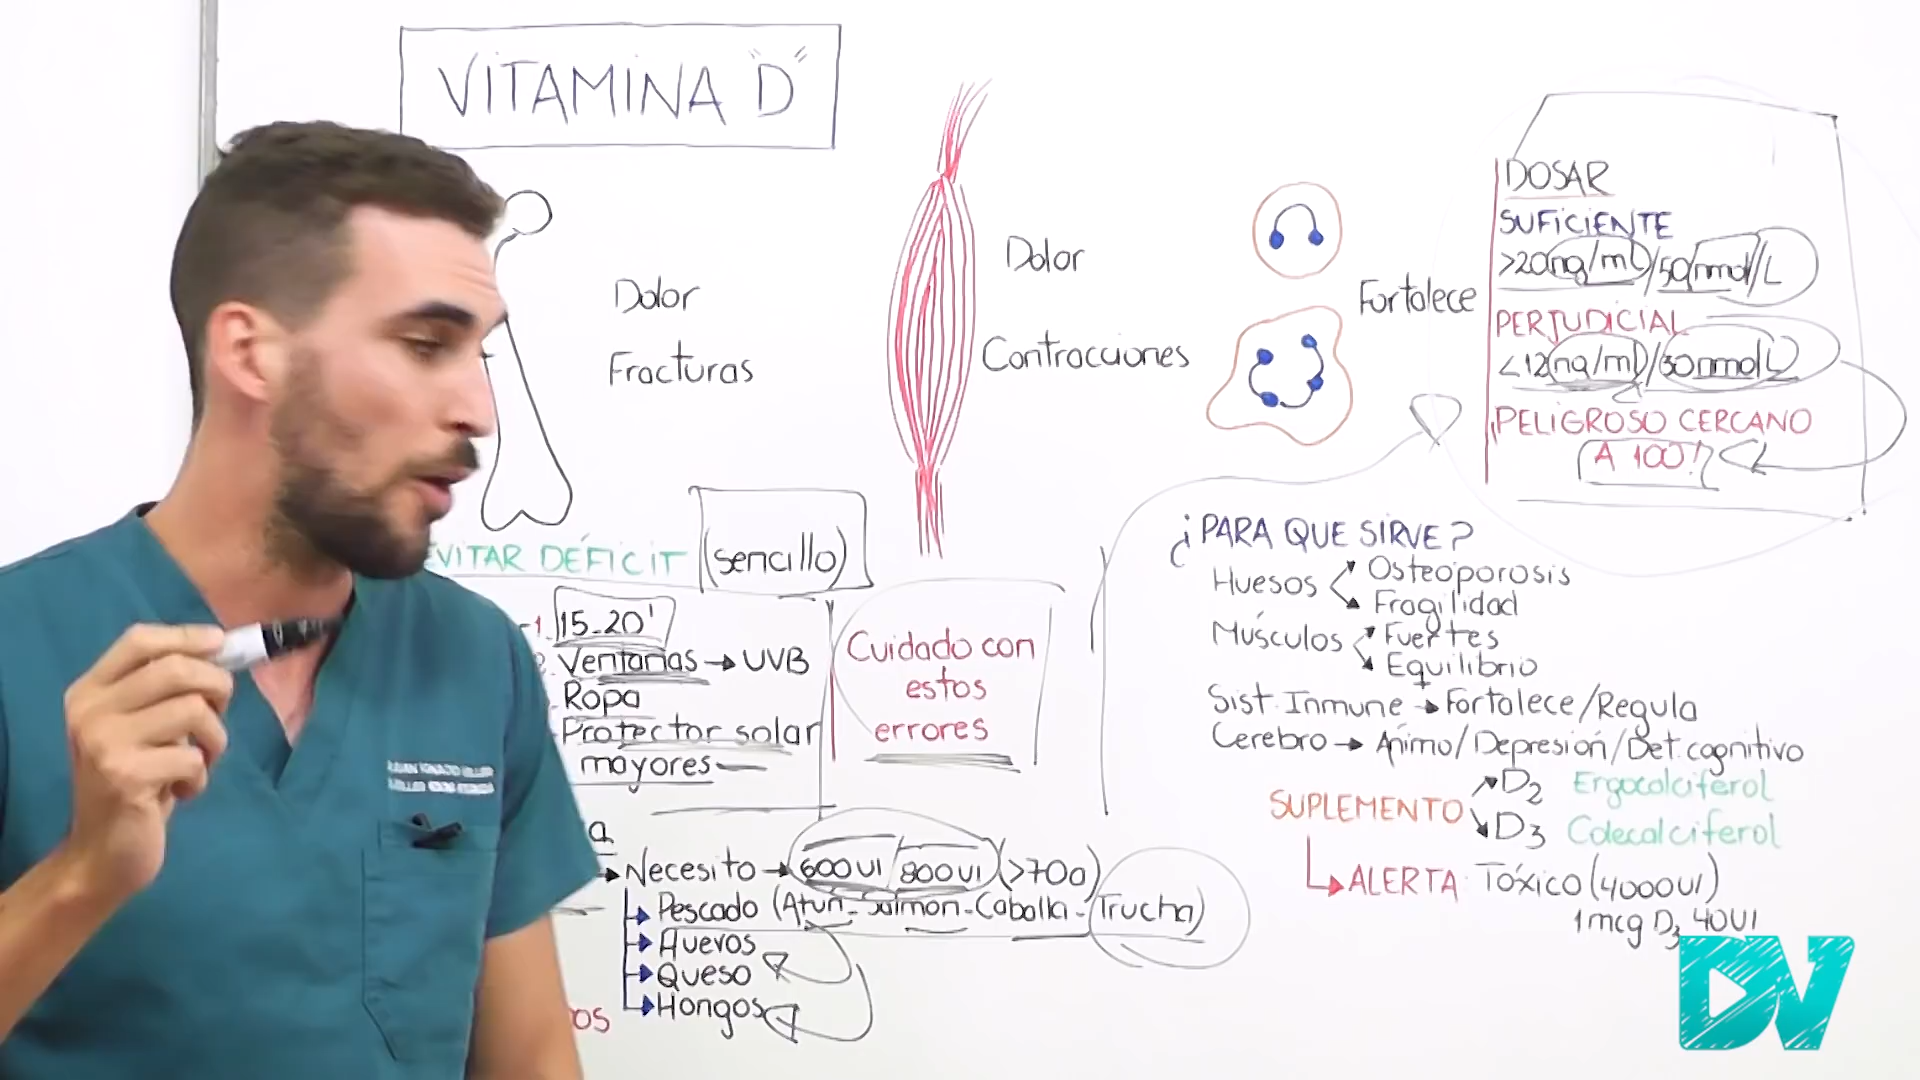 VITAMINA "D"
Dolor
Fracturas
Dolor
Contracciones
Fortalece
DOSAR
SUFICIENTE
>20ng/ml/50nmol/L
PERJUDICIAL
<12ng/ml/30nmol/L
PELIGROSO CERCANO
A 100!
EVITAR DÉFICIT (sencillo)
1. 15-20'
Ventanas → UVB
Ropa
Protector solar
mayores
Cuidado con
estos
errores
Necesito → 600UI/800UI (>70a)
Pescado (Atún-Salmon-Caballa-Trucha)
Huevos
Queso
Hongos
¿PARA QUE SIRVE?
Huesos
Osteoporosis
Fragilidad
Músculos
Fuertes
Equilibrio
Sist. Inmune → Fortalece/Regula
Cerebro → Animo/Depresión/Det. cognitivo
SUPLEMENTO
D2 Ergocalciferol
D3 Colecalciferol
ALERTA: Tóxico (4000UI)
1mcg D3 40UI
DN